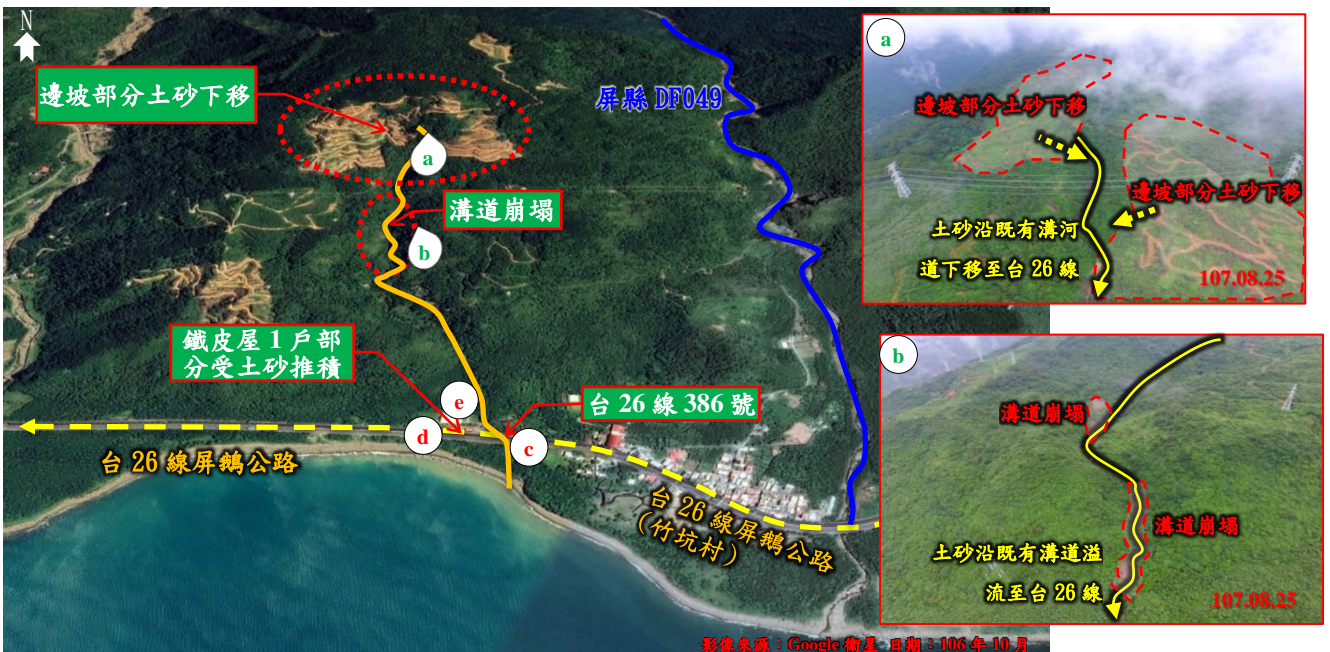 N
邊坡部分土砂下移
屏縣 DF049
a
溝道崩塌
b
鐵皮屋 1 戶部
分受土砂推積
e
台 26 線 386 號
d
c
台 26 線屏鵝公路
台 26 線屏鵝公路
（竹坑村）
影像來源：Google 衛星 日期：106 年 10 月
a
邊坡部分土砂下移
邊坡部分土砂下移
土砂沿既有溝河
道下移至台 26 線
107.08.25
b
溝道崩塌
溝道崩塌
土砂沿既有溝道溢
流至台 26 線
107.08.25